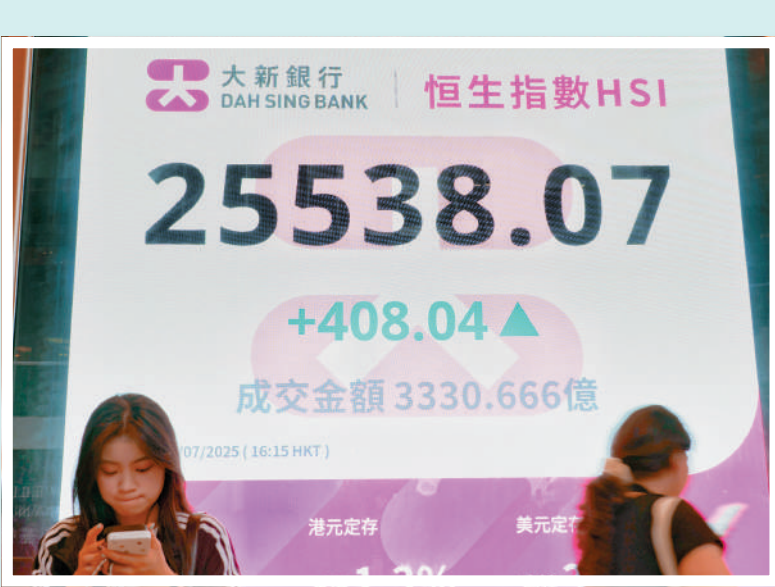 大新銀行
DAH SING BANK
恒生指數HSI
25538.07
+408.04▲
成交金額 3330.666億
/07/2025 ( 16:15 HKT )
港元定存
美元定存